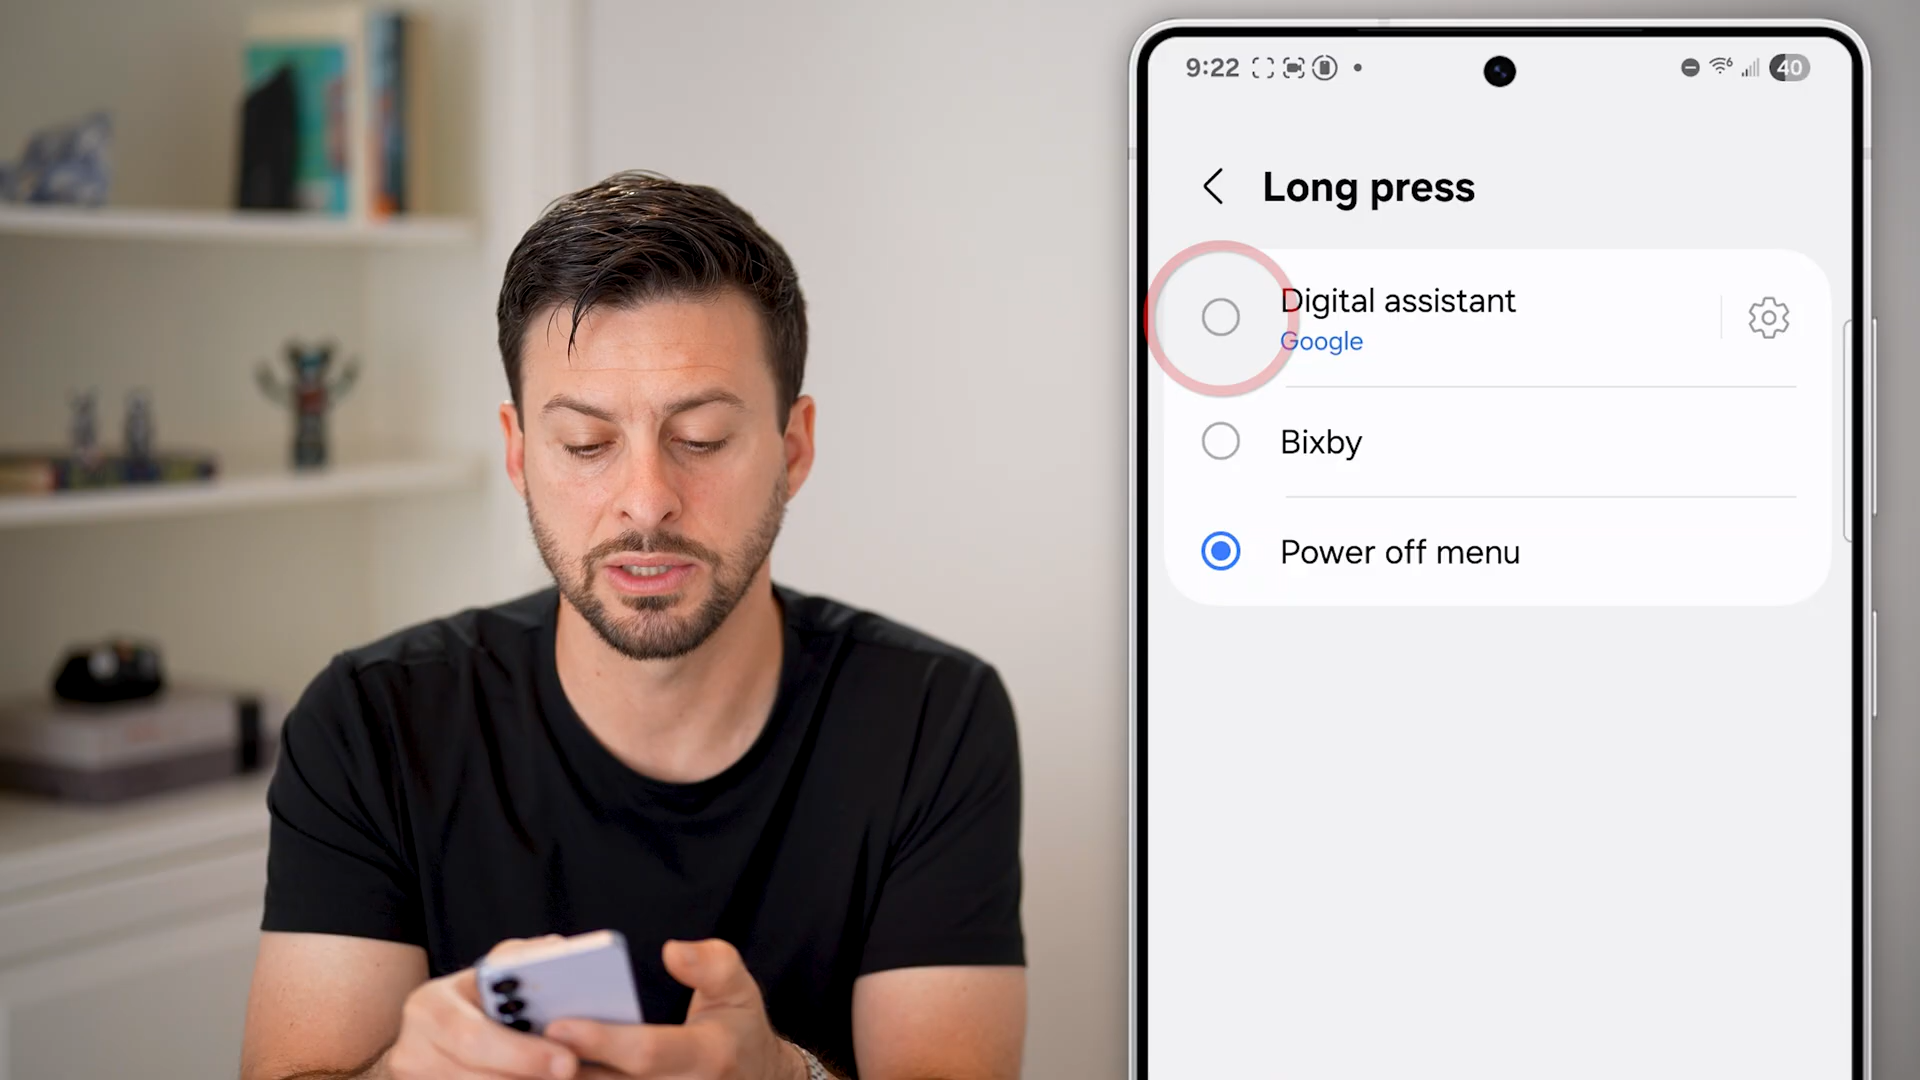 9:22 40
Long press
Digital assistant
Google
Bixby
Power off menu